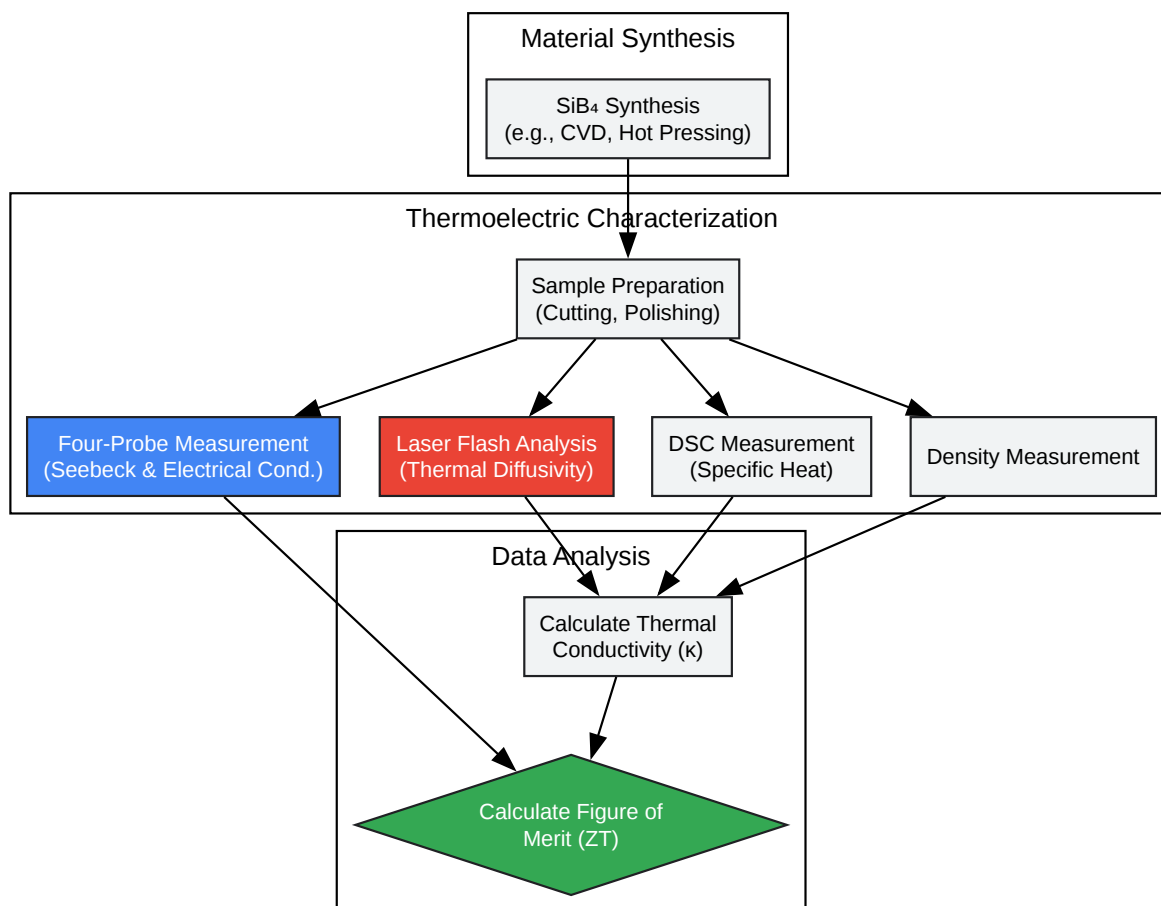 Material Synthesis
SiB₄ Synthesis
(e.g., CVD, Hot Pressing)
Thermoelectric Characterization
Sample Preparation
(Cutting, Polishing)
Four-Probe Measurement
(Seebeck & Electrical Cond.)
Laser Flash Analysis
(Thermal Diffusivity)
DSC Measurement
(Specific Heat)
Density Measurement
Data Analysis
Calculate Thermal
Conductivity (κ)
Calculate Figure of
Merit (ZT)